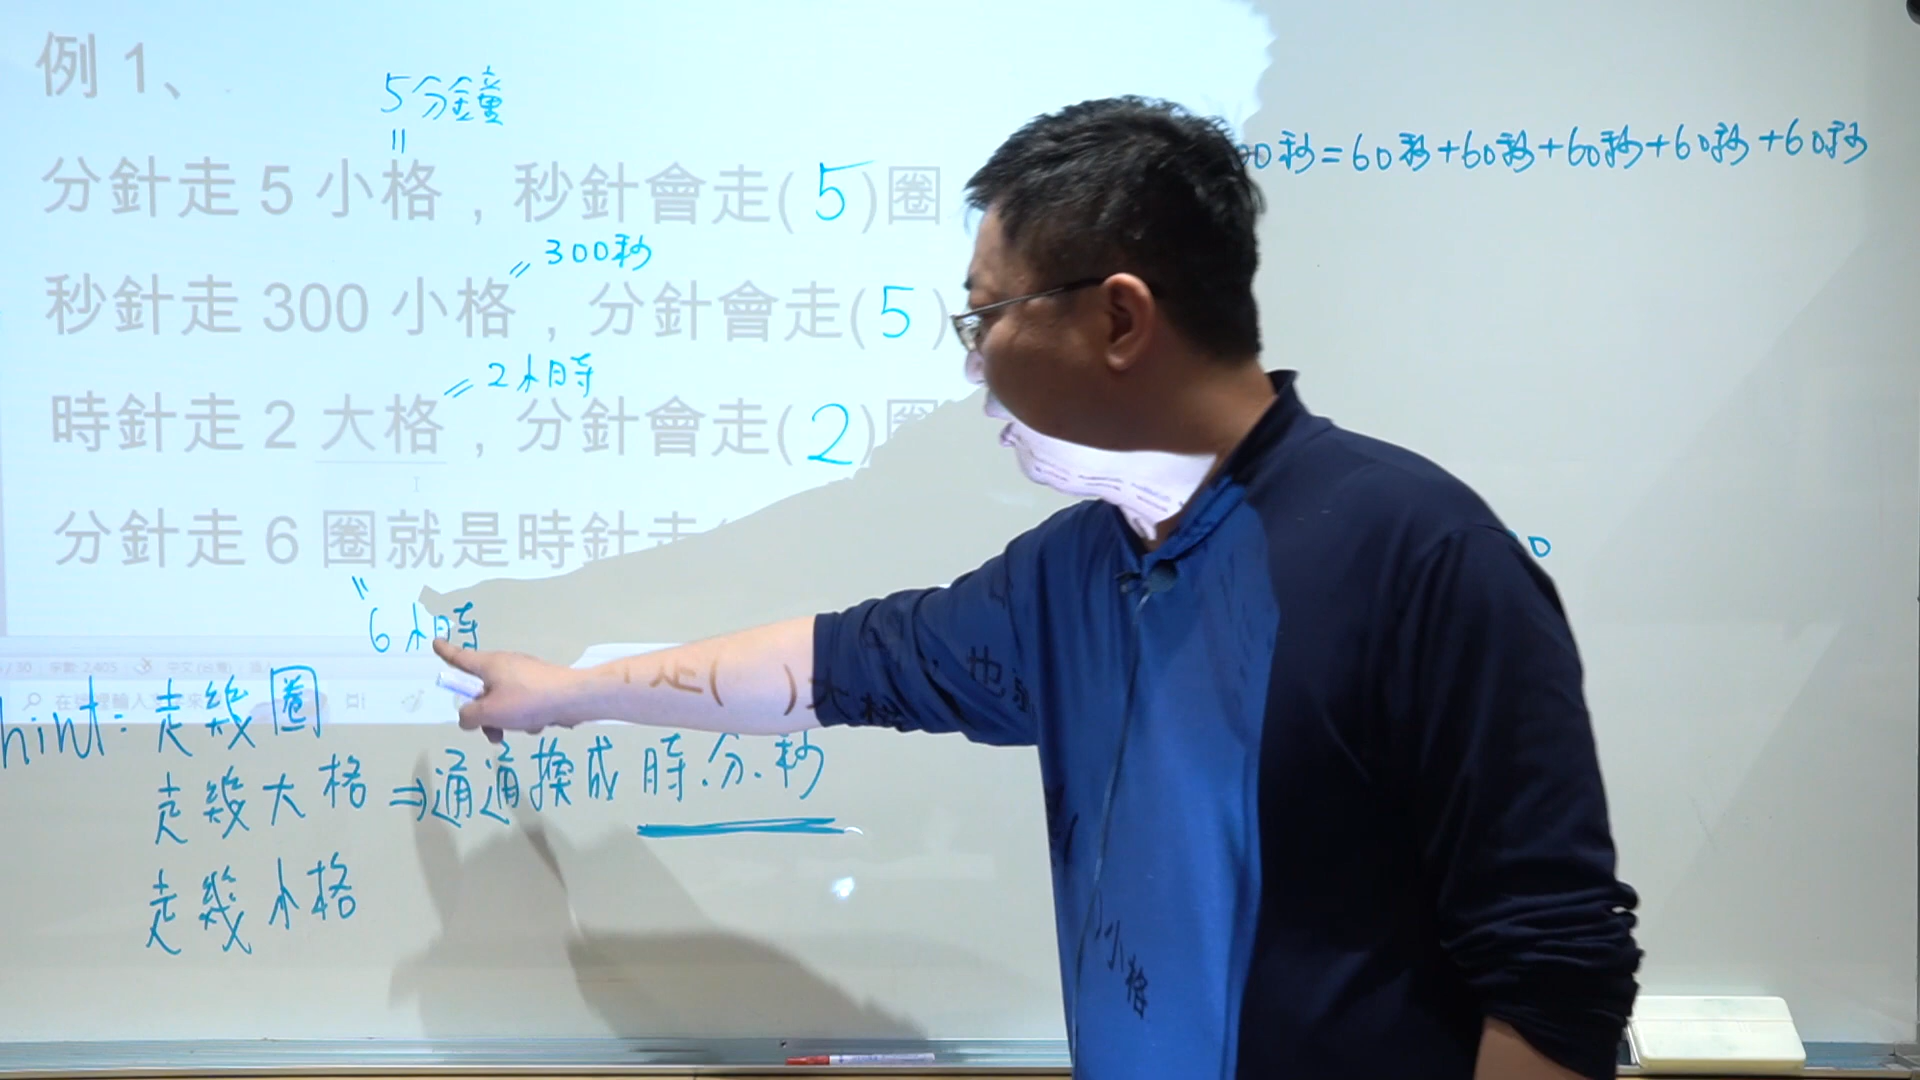 例 1、
5分鐘
〃
分針走 5 小格，秒針會走( 5 )圈
00秒=60秒+60秒+60秒+60秒+60秒
〃 300秒
秒針走 300 小格，分針會走( 5 )
〃 2小時
時針走 2 大格，分針會走( 2 )圈
分針走 6 圈就是時針走(
〃
6 小時
走( )大格
也
hint: 走幾圈
走幾大格 ⇒通通換成 時.分.秒
走幾小格
小格